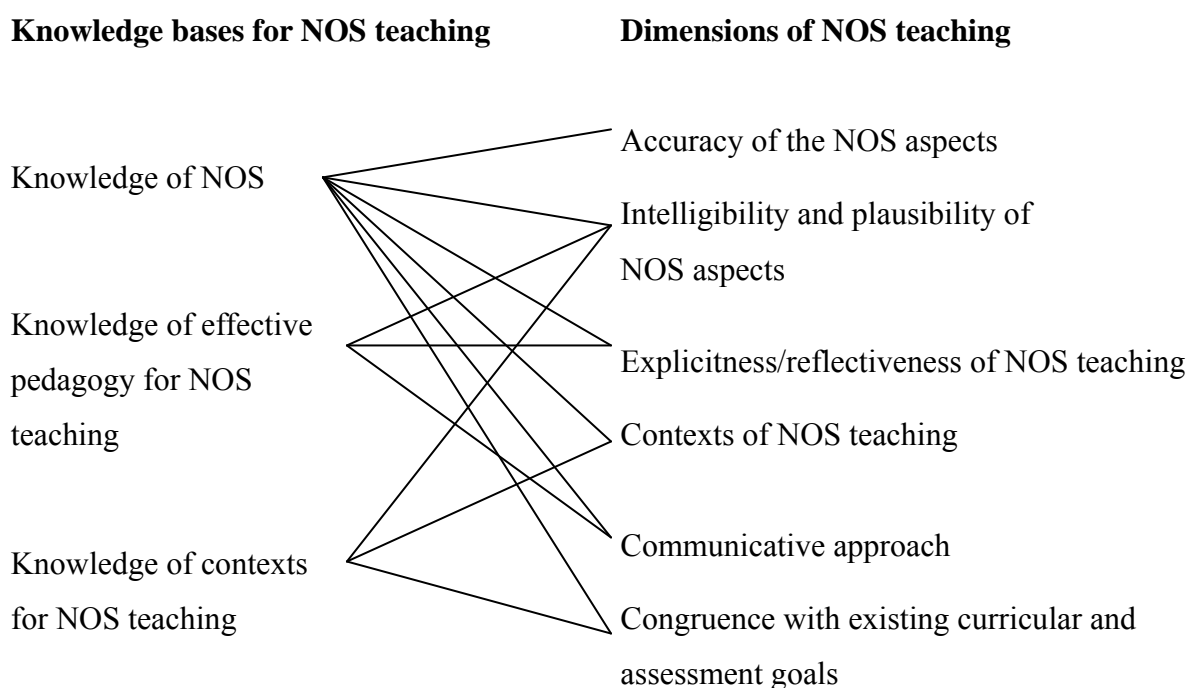 Knowledge bases for NOS teaching
Knowledge of NOS
Knowledge of effective
pedagogy for NOS
teaching
Knowledge of contexts
for NOS teaching
Dimensions of NOS teaching
Accuracy of the NOS aspects
Intelligibility and plausibility of
NOS aspects
Explicitness/reflectiveness of NOS teaching
Contexts of NOS teaching
Communicative approach
Congruence with existing curricular and
assessment goals